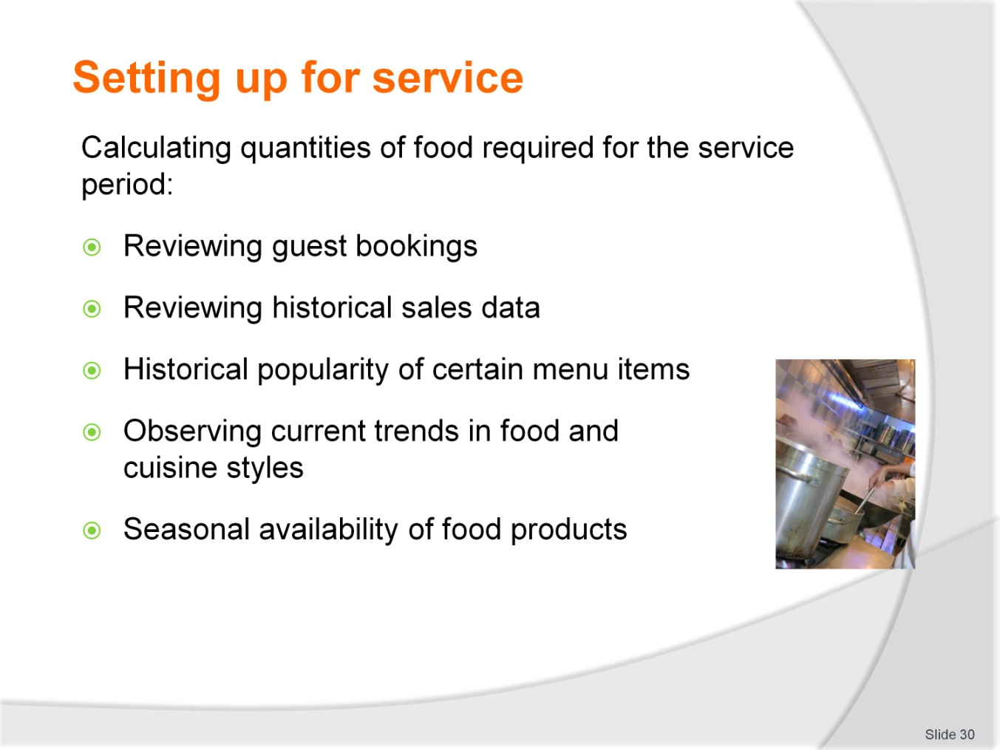 Setting up for service
Calculating quantities of food required for the service
period:
Reviewing guest bookings
Reviewing historical sales data
Historical popularity of certain menu items
Observing current trends in food and
cuisine styles
Seasonal availability of food products
Slide 30